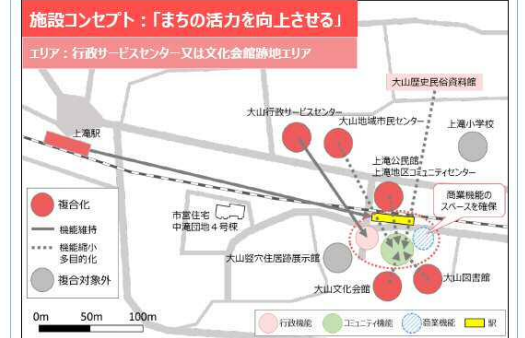 施設コンセプト：「まちの活力を向上させる」
エリア：行政サービスセンター又は文化会館跡地エリア
大山歴史民俗資料館
大山行政サービスセンター
大山地域市民センター
上滝小学校
上滝駅
上滝公民館
上滝地区コミュニティセンター
商業機能の
スペースを確保
複合化
機能維持
機能縮小
多目的化
複合対象外
市営住宅
中滝団地4号棟
大山竪穴住居跡展示館
大山文化会館
大山図書館
0m 50m 100m
行政機能 コミュニティ機能 商業機能 駅